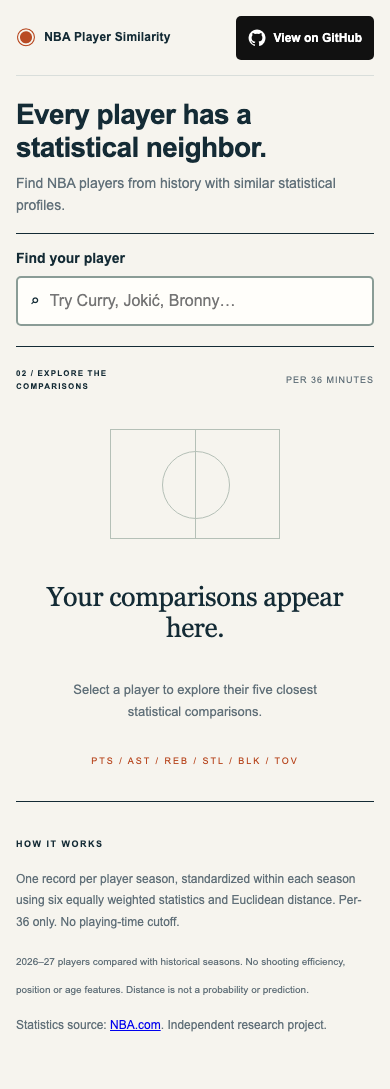 NBA Player Similarity
View on GitHub
Every player has a
statistical neighbor.
Find NBA players from history with similar statistical
profiles.
Find your player
Try Curry, Jokić, Bronny…
02 / EXPLORE THE
COMPARISONS
PER 36 MINUTES
Your comparisons appear
here.
Select a player to explore their five closest
statistical comparisons.
PTS / AST / REB / STL / BLK / TOV
HOW IT WORKS
One record per player season, standardized within each season
using six equally weighted statistics and Euclidean distance. Per-
36 only. No playing-time cutoff.
2026–27 players compared with historical seasons. No shooting efficiency,
position or age features. Distance is not a probability or prediction.
Statistics source: NBA.com. Independent research project.